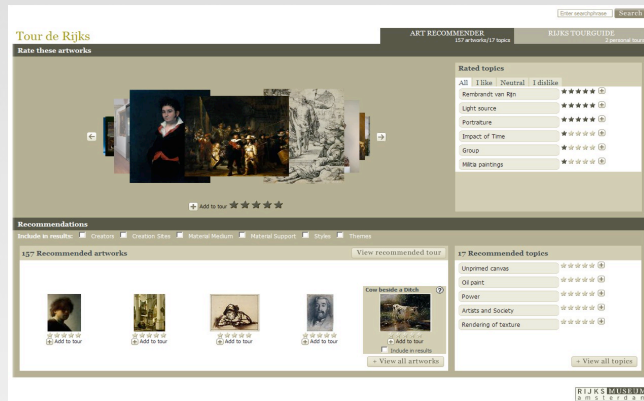 Enter searchphrase Search
Tour de Rijks
ART RECOMMENDER
157 artworks/17 topics
RIJKS TOURGUIDE
3 personal tours
Rate these artworks
Rated topics
All I like Neutral I dislike
Rembrandt van Rijn
Light source
Portraiture
Impact of Time
Group
Militia paintings
Add to tour
Recommendations
Include in results: Creators Creation Sites Material Medium Material Support Styles Themes
157 Recommended artworks View recommended tour
17 Recommended topics
Cow beside a Ditch ?
Unprimed canvas
Oil paint
Power
Artists and Society
Rendering of texture
Add to tour Add to tour Add to tour Add to tour Add to tour
Include in results
+ View all artworks
+ View all topics
RIJKS MUSEUM
amsterdam